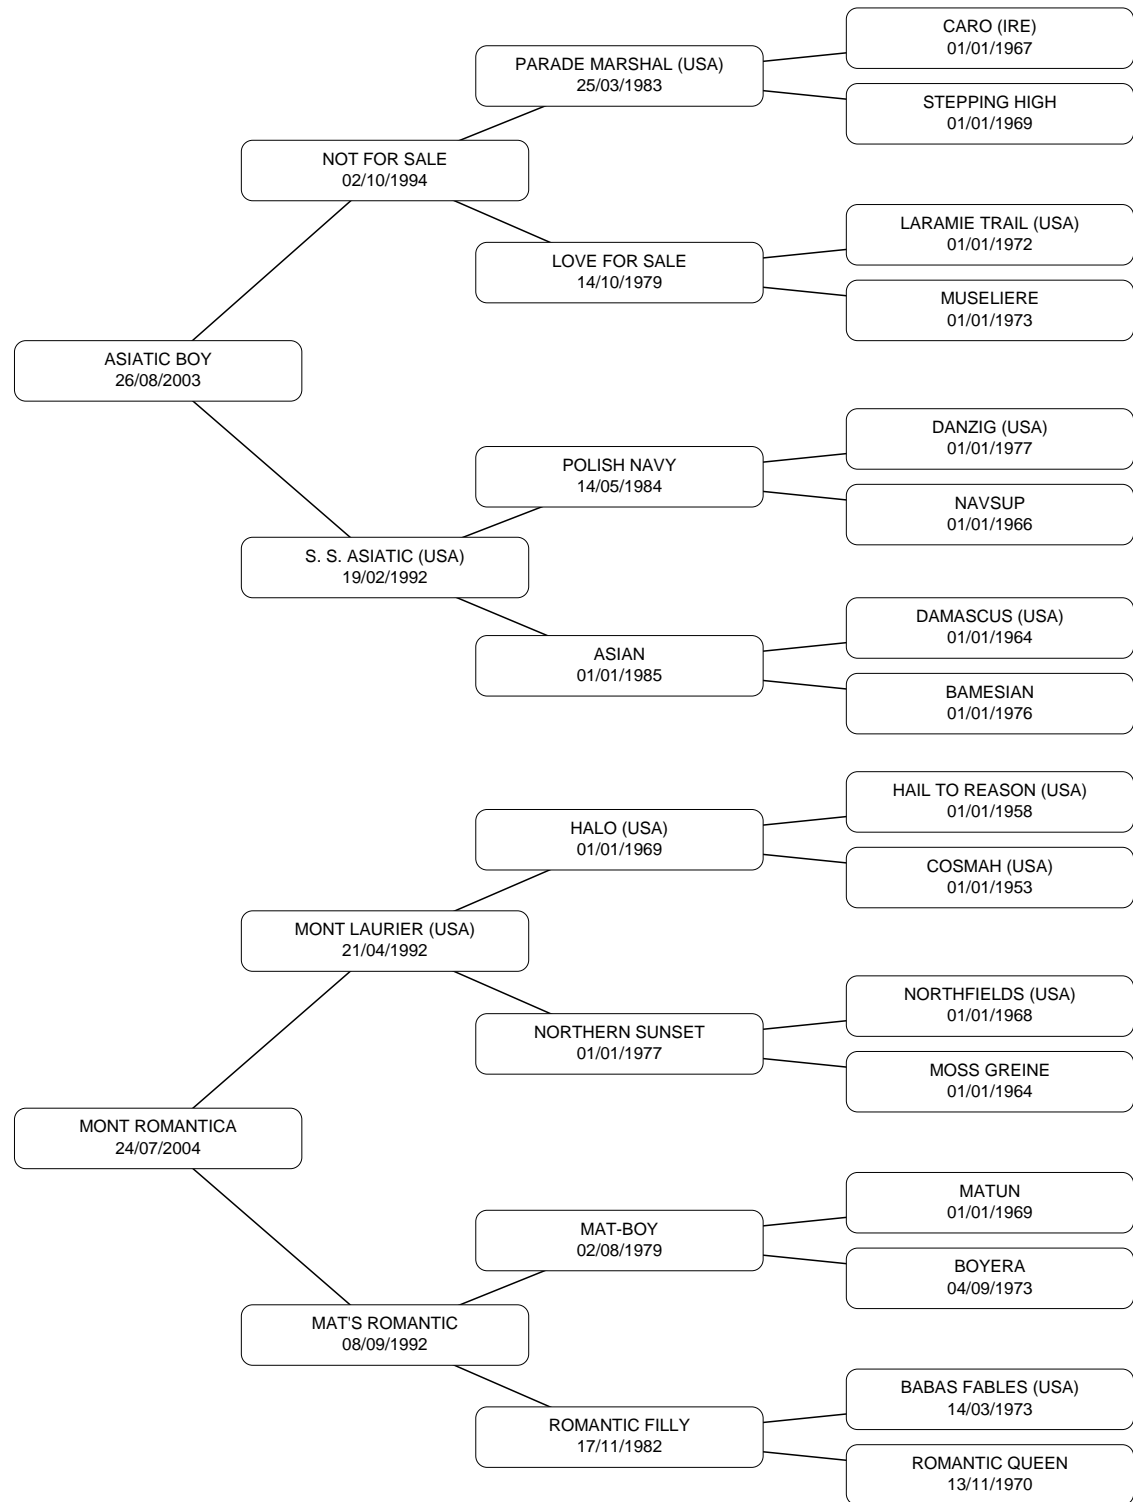 CARO (IRE)
01/01/1967
PARADE MARSHAL (USA)
25/03/1983
STEPPING HIGH
01/01/1969
NOT FOR SALE
02/10/1994
LARAMIE TRAIL (USA)
01/01/1972
LOVE FOR SALE
14/10/1979
MUSELIERE
01/01/1973
ASIATIC BOY
26/08/2003
DANZIG (USA)
01/01/1977
POLISH NAVY
14/05/1984
NAVSUP
01/01/1966
S. S. ASIATIC (USA)
19/02/1992
DAMASCUS (USA)
01/01/1964
ASIAN
01/01/1985
BAMESIAN
01/01/1976
HAIL TO REASON (USA)
01/01/1958
HALO (USA)
01/01/1969
COSMAH (USA)
01/01/1953
MONT LAURIER (USA)
21/04/1992
NORTHFIELDS (USA)
01/01/1968
NORTHERN SUNSET
01/01/1977
MOSS GREINE
01/01/1964
MONT ROMANTICA
24/07/2004
MATUN
01/01/1969
MAT-BOY
02/08/1979
BOYERA
04/09/1973
MAT'S ROMANTIC
08/09/1992
BABAS FABLES (USA)
14/03/1973
ROMANTIC FILLY
17/11/1982
ROMANTIC QUEEN
13/11/1970